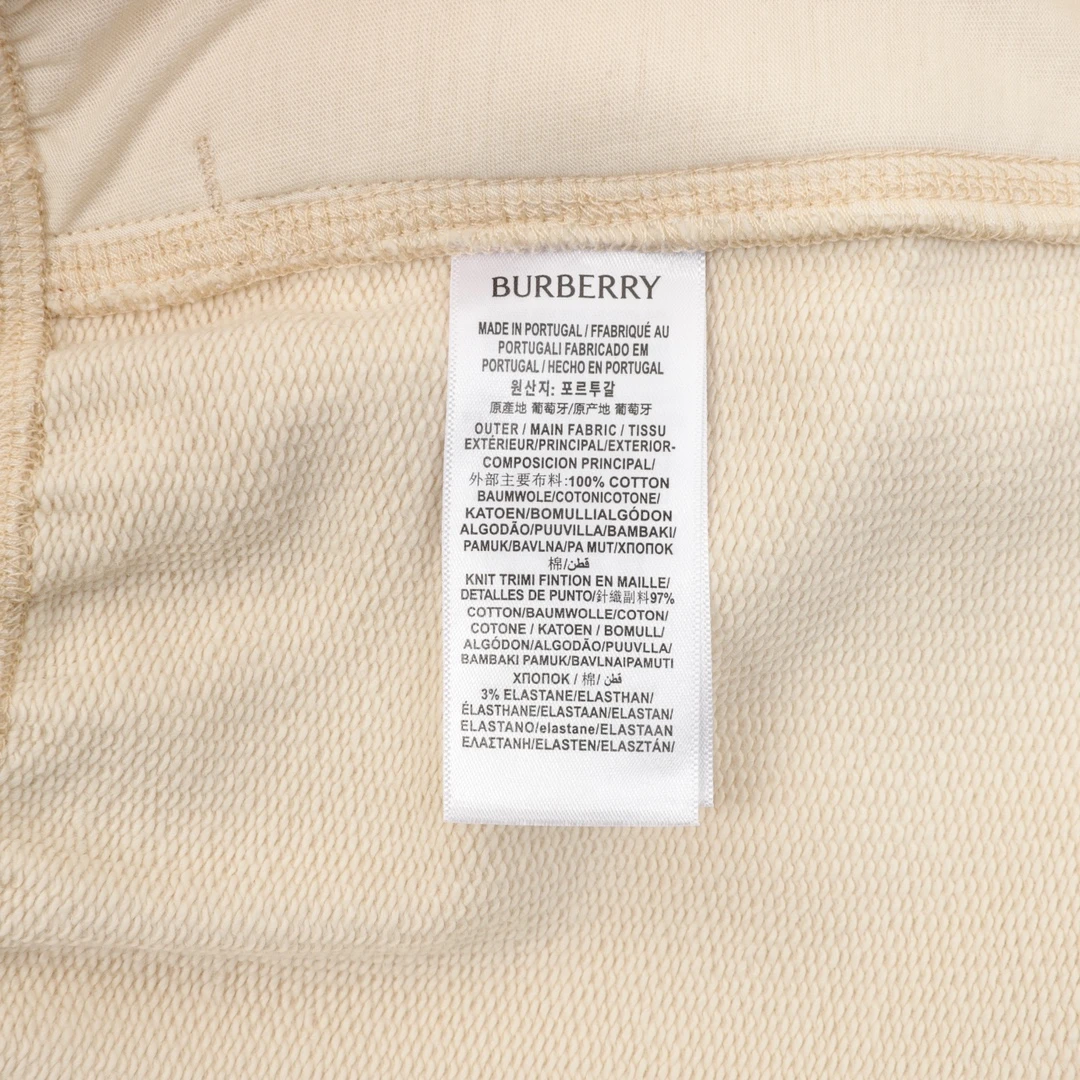 BURBERRY
MADE IN PORTUGAL / FFABRIQUÉ AU
PORTUGALI FABRICADO EM
PORTUGAL / HECHO EN PORTUGAL
원산지: 포르투갈
原產地 葡萄牙/原产地 葡萄牙
OUTER / MAIN FABRIC / TISSU
EXTÉRIEUR/PRINCIPAL/EXTERIOR-
COMPOSICION PRINCIPAL/
外部主要布料:100% COTTON
BAUMWOLE/COTONICOTONE/
KATOEN/BOMULLIALGÓDON
ALGODÃO/PUUVILLA/BAMBAKI/
PAMUK/BAVLNA/PA MUT/ХПОПОК
棉/قطن
KNIT TRIMI FINTION EN MAILLE/
DETALLES DE PUNTO/針織副料97%
COTTON/BAUMWOLLE/COTON/
COTONE / KATOEN / BOMULL/
ALGÓDON/ALGODÃO/PUUVLLA/
BAMBAKI PAMUK/BAVLNAIPAMUTI
ХПОПОК / 棉/ قطن
3% ELASTANE/ELASTHAN/
ÉLASTHANE/ELASTAAN/ELASTAN/
ELASTANO/elastane/ELASTAAN
ΕΛΑΣΤΑΝΗ/ELASTEN/ELASZTÁN/